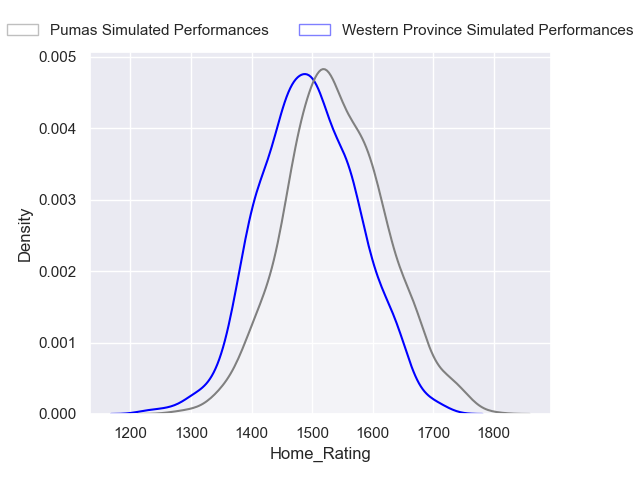 Pumas Simulated Performances Western Province Simulated Performances
0.005
0.004
0.003
0.002
0.001
0.000
Density
1200 1300 1400 1500 1600 1700 1800
Home_Rating